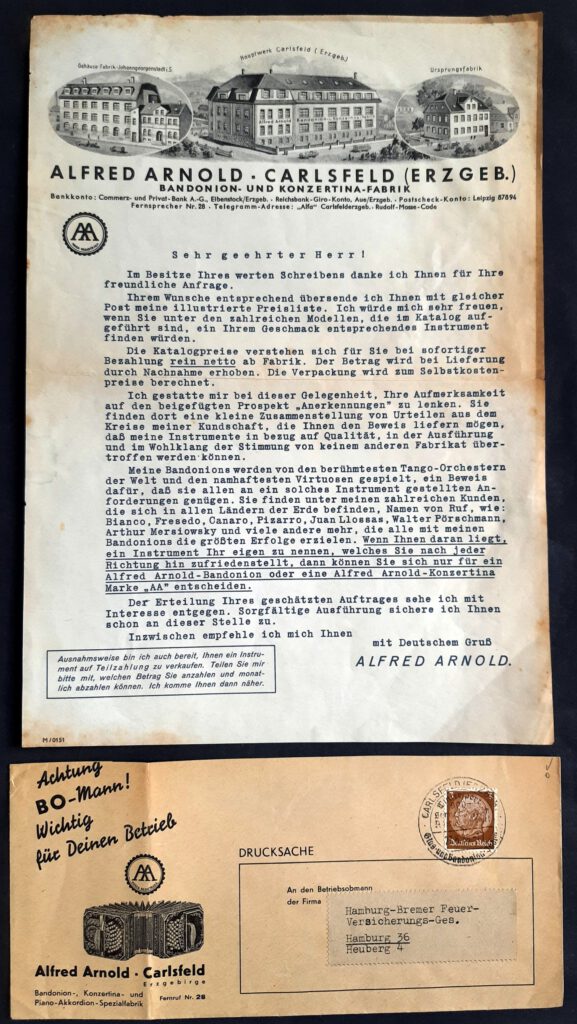 Gehäuse Fabrik-Johanngeorgenstadt i.S.
Hauptwerk Carlsfeld (Erzgeb.)
Ursprungsfabrik
Alfred Arnold
ALFRED ARNOLD · CARLSFELD (ERZGEB.)
BANDONION- UND KONZERTINA-FABRIK
Bankkonto: Commerz- und Privat-Bank A.-G., Eibenstock/Erzgeb. · Reichsbank-Giro-Konto, Aue/Erzgeb. · Postscheck-Konto: Leipzig 87694
Fernsprecher Nr. 28 · Telegramm-Adresse: „Alfa“ Carlsfelderzgeb. · Rudolf-Mosse-Code
AA
Sehr geehrter Herr!
Im Besitze Ihres werten Schreibens danke ich Ihnen für Ihre
freundliche Anfrage.
Ihrem Wunsche entsprechend übersende ich Ihnen mit gleicher
Post meine illustrierte Preisliste. Ich würde mich sehr freuen,
wenn Sie unter den zahlreichen Modellen, die im Katalog auf-
geführt sind, ein Ihrem Geschmack entsprechendes Instrument
finden würden.
Die Katalogpreise verstehen sich für Sie bei sofortiger
Bezahlung rein netto ab Fabrik. Der Betrag wird bei Lieferung
durch Nachnahme erhoben. Die Verpackung wird zum Selbstkosten-
preise berechnet.
Ich gestatte mir bei dieser Gelegenheit, Ihre Aufmerksamkeit
auf den beigefügten Prospekt „Anerkennungen“ zu lenken. Sie
finden dort eine kleine Zusammenstellung von Urteilen aus dem
Kreise meiner Kundschaft, die Ihnen den Beweis liefern mögen,
daß meine Instrumente in bezug auf Qualität, in der Ausführung
und im Wohlklang der Stimmung von keinem anderen Fabrikat über-
troffen werden können.
Meine Bandonions werden von den berühmtesten Tango-Orchestern
der Welt und den namhaftesten Virtuosen gespielt, ein Beweis
dafür, daß sie allen an ein solches Instrument gestellten An-
forderungen genügen. Sie finden unter meinen zahlreichen Kunden,
die sich in allen Ländern der Erde befinden, Namen von Ruf, wie:
Bianco, Fresedo, Canaro, Pizarro, Juan Llossas, Walter Pörschmann,
Arthur Mersiowsky und viele andere mehr, die alle mit meinen
Bandonions die größten Erfolge erzielen. Wenn Ihnen daran liegt,
ein Instrument Ihr eigen zu nennen, welches Sie nach jeder
Richtung hin zufriedenstellt, dann können Sie sich nur für ein
Alfred Arnold-Bandonion oder eine Alfred Arnold-Konzertina
Marke „AA“ entscheiden.
Der Erteilung Ihres geschätzten Auftrages sehe ich mit
Interesse entgegen. Sorgfältige Ausführung sichere ich Ihnen
schon an dieser Stelle zu.
Inzwischen empfehle ich mich Ihnen
mit Deutschem Gruß
ALFRED ARNOLD.
Ausnahmsweise bin ich auch bereit, Ihnen ein Instru-
ment auf Teilzahlung zu verkaufen. Teilen Sie mir
bitte mit, welchen Betrag Sie anzahlen und monat-
lich abzahlen können. Ich komme Ihnen dann näher.
M/0151
Achtung
BO-Mann!
Wichtig
für Deinen Betrieb
AA
Alfred Arnold · Carlsfeld
Erzgebirge
Bandonion-, Konzertina- und
Piano-Akkordion-Spezialfabrik
Fernruf Nr. 28
DRUCKSACHE
CARLSFELD
Deutsches Reich
An den Betriebsobmann
der Firma
Hamburg-Bremer Feuer-
Versicherungs-Ges.
Hamburg 36
Heuberg 4